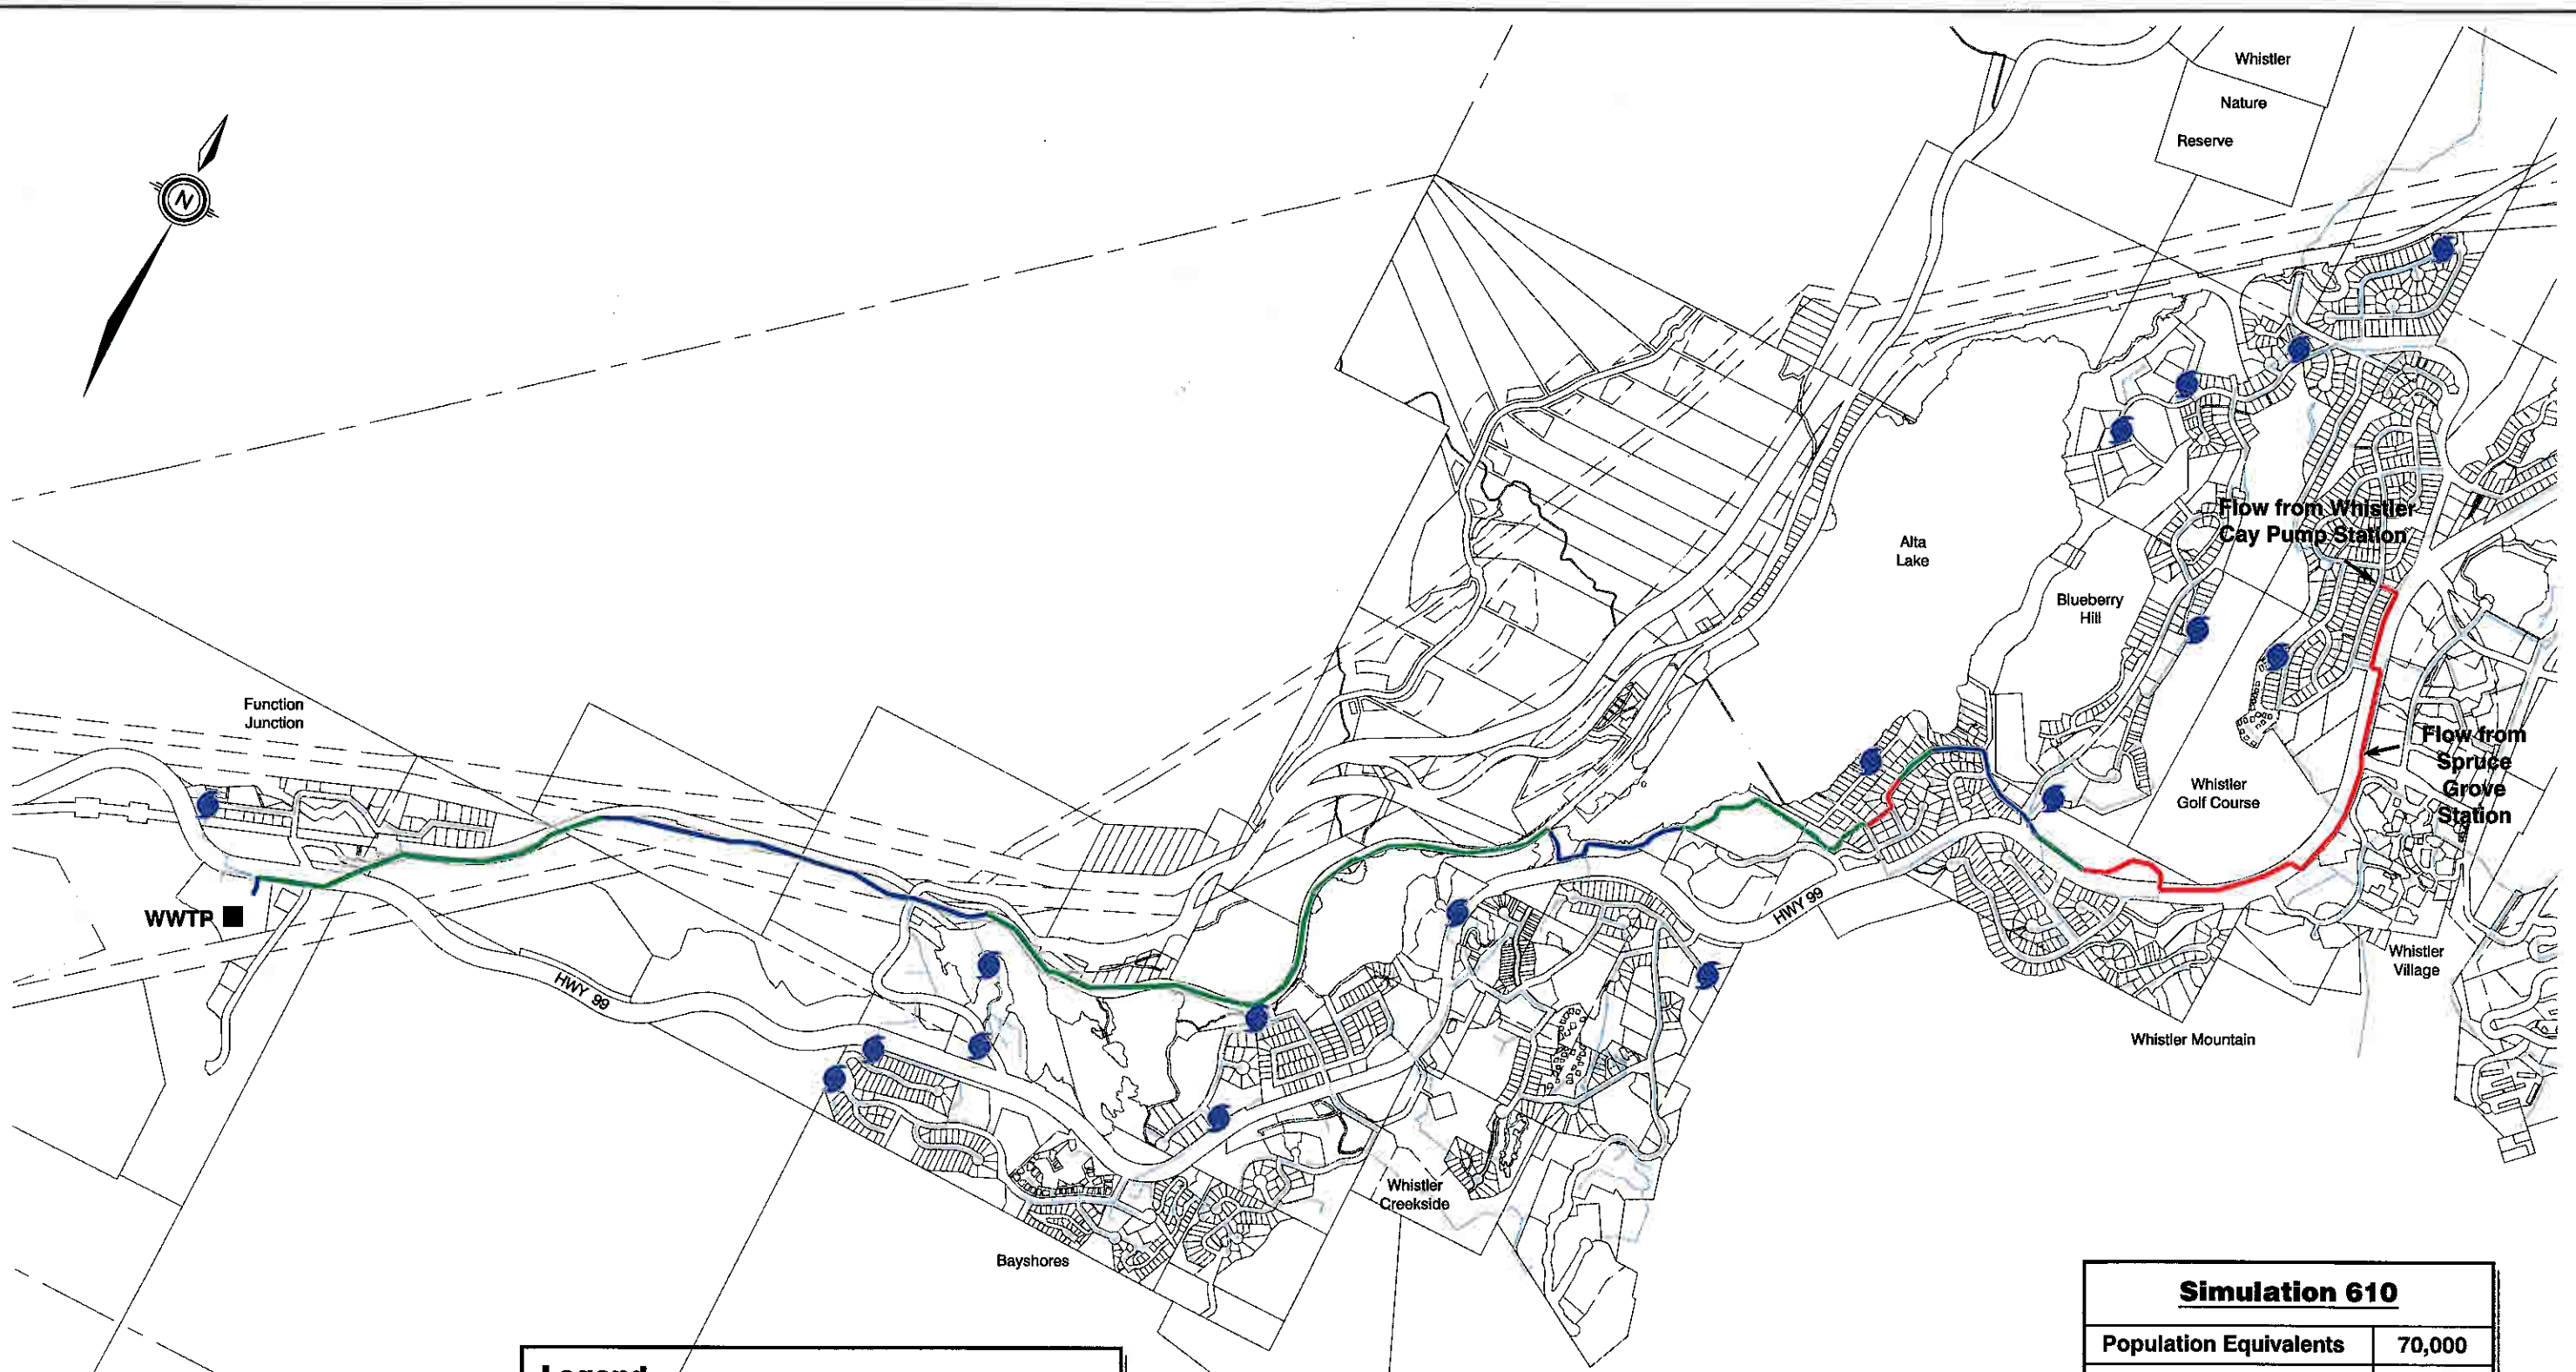 Whistler
Nature
Reserve
N
Flow from Whistler
Cay Pump Station
Alta
Lake
Blueberry
Hill
Function
Junction
Flow from
Spruce
Grove
Station
Whistler
Golf Course
WWTP
HWY 99
HWY 99
Whistler
Village
Whistler Mountain
Whistler
Creekside
Bayshores
Simulation 610
Population Equivalents 70,000
Legend